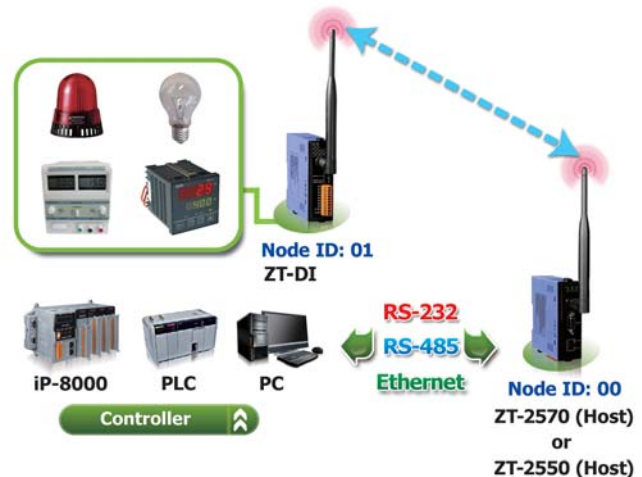 Node ID: 01
ZT-DI
RS-232
RS-485
Ethernet
iP-8000
PLC
PC
Controller
Node ID: 00
ZT-2570 (Host)
or
ZT-2550 (Host)